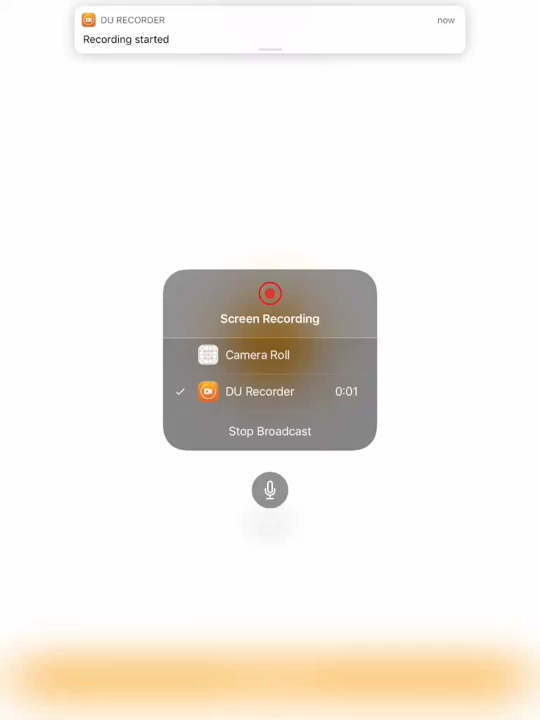 DU RECORDER
now
Recording started
Screen Recording
Camera Roll
DU Recorder
0:01
Stop Broadcast